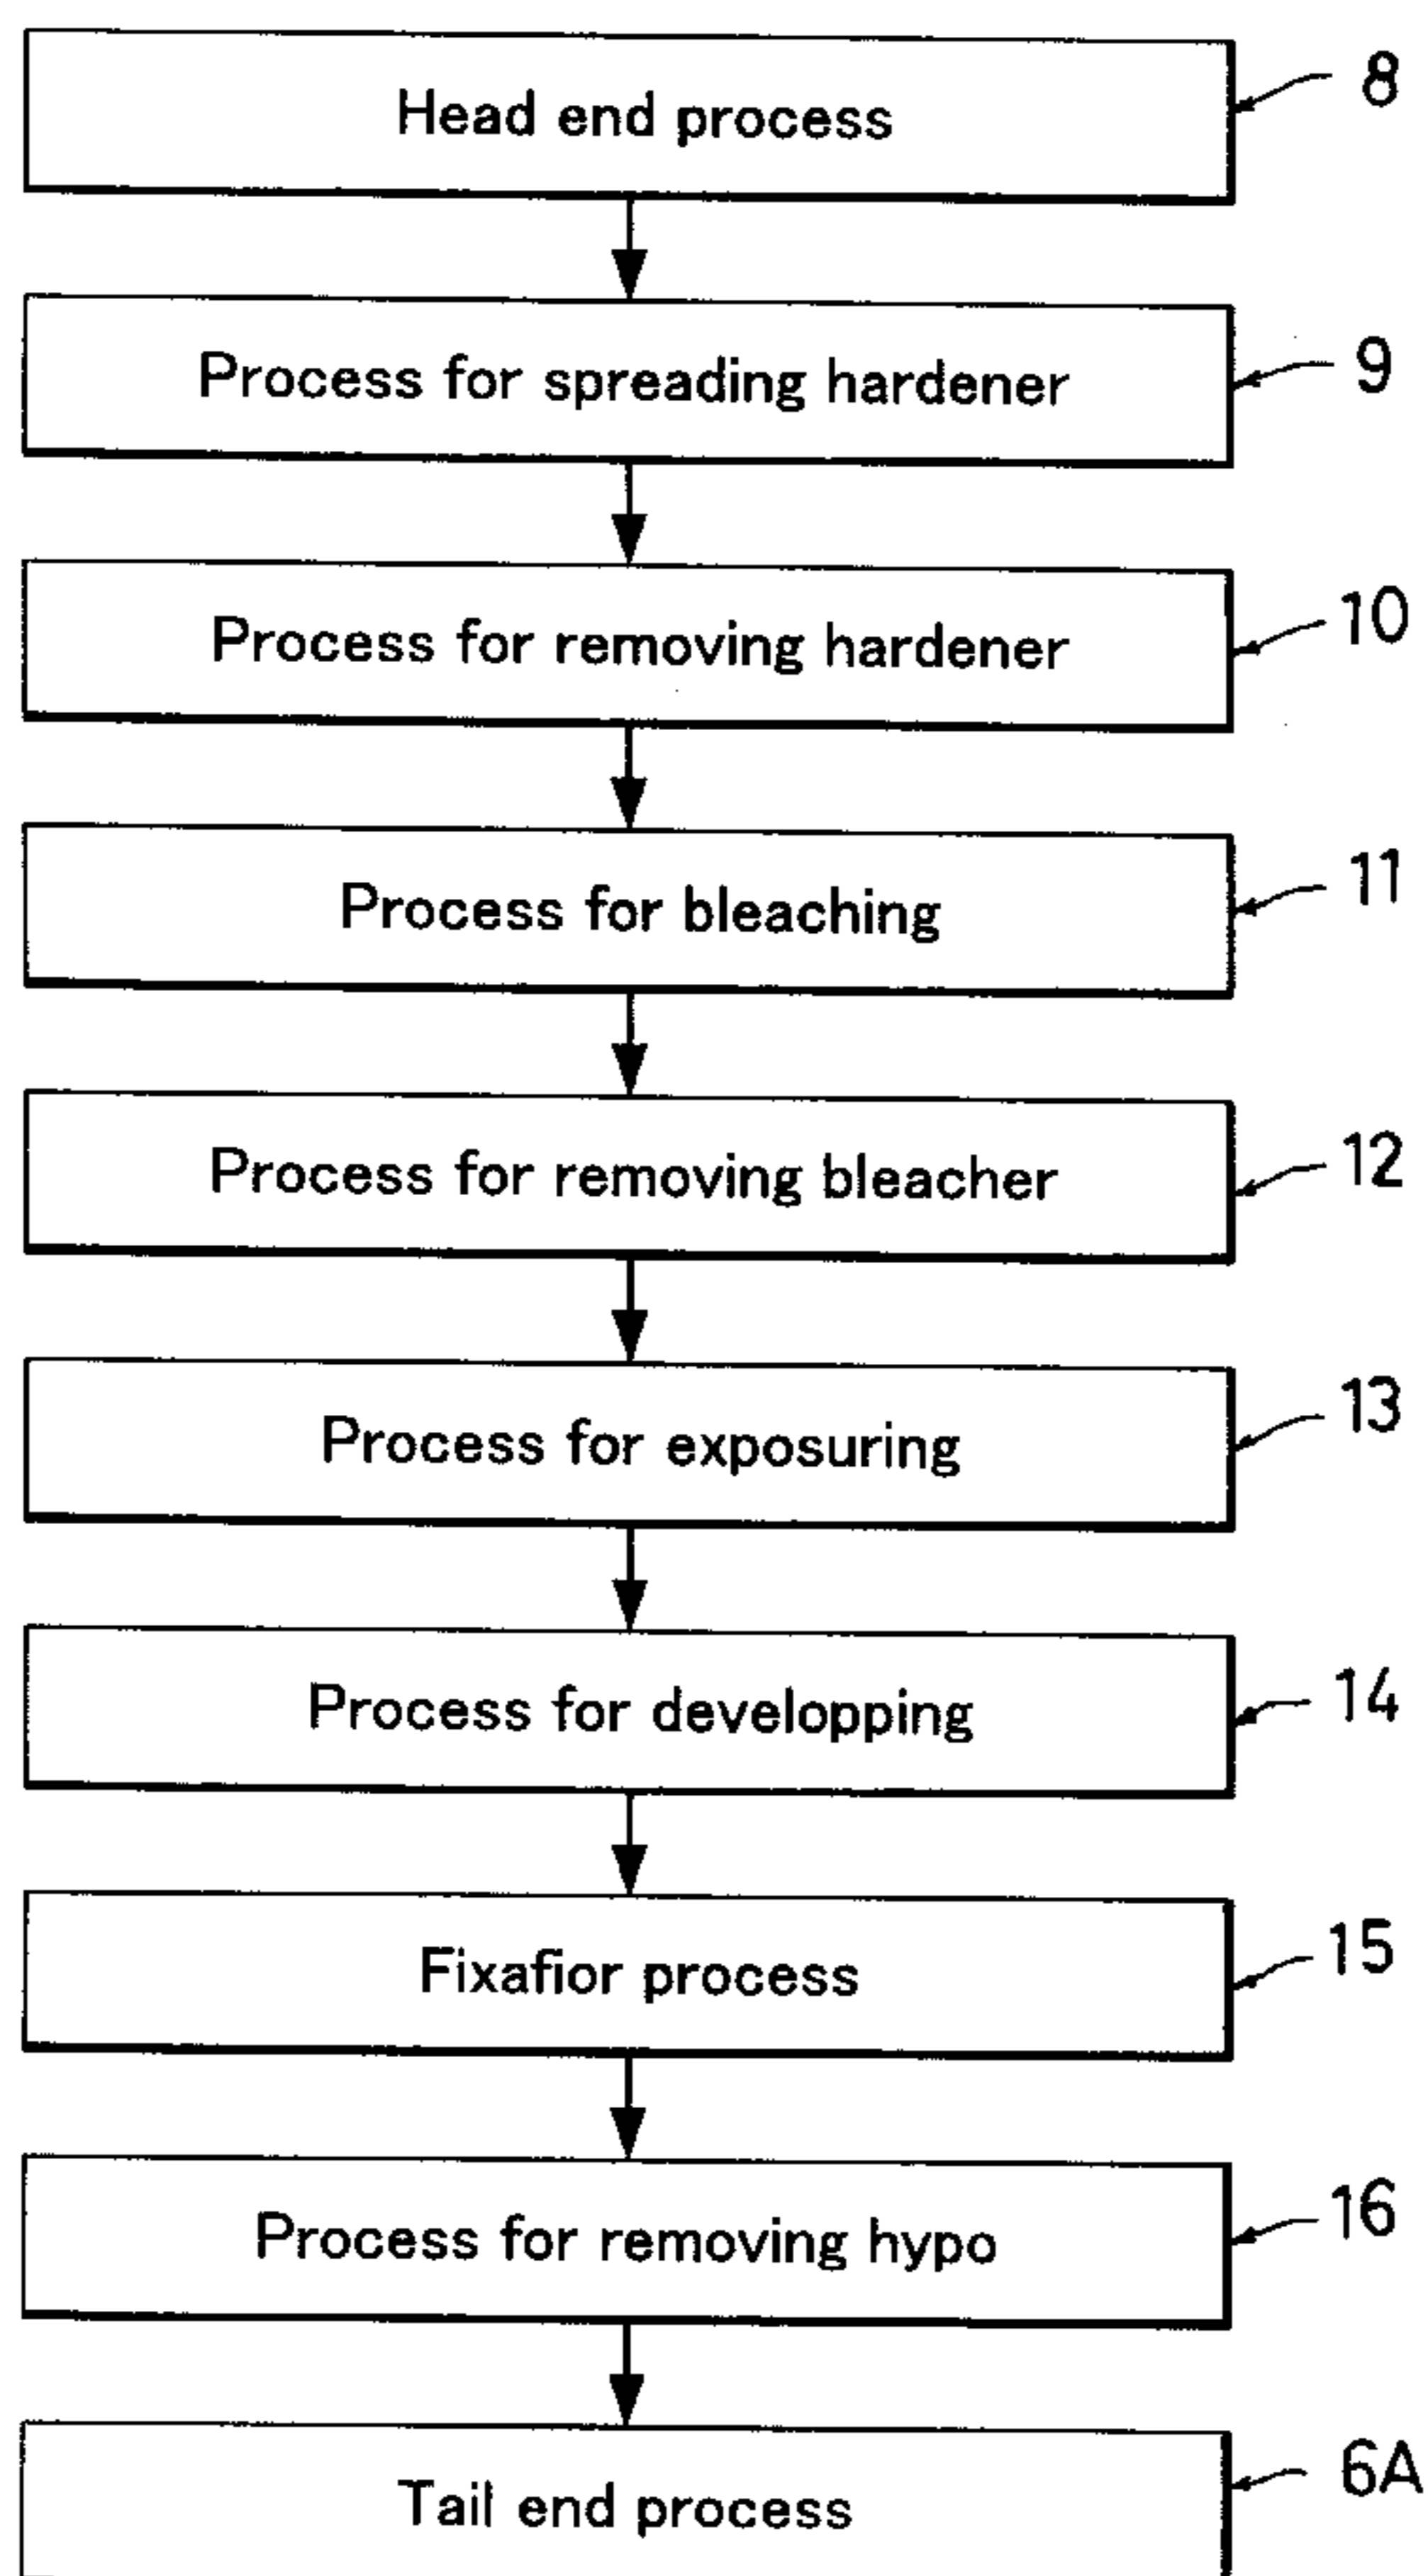 Head end process
8
Process for spreading hardener
9
Process for removing hardener
10
Process for bleaching
11
Process for removing bleacher
12
Process for exposuring
13
Process for developping
14
Fixafior process
15
Process for removing hypo
16
Tail end process
6A